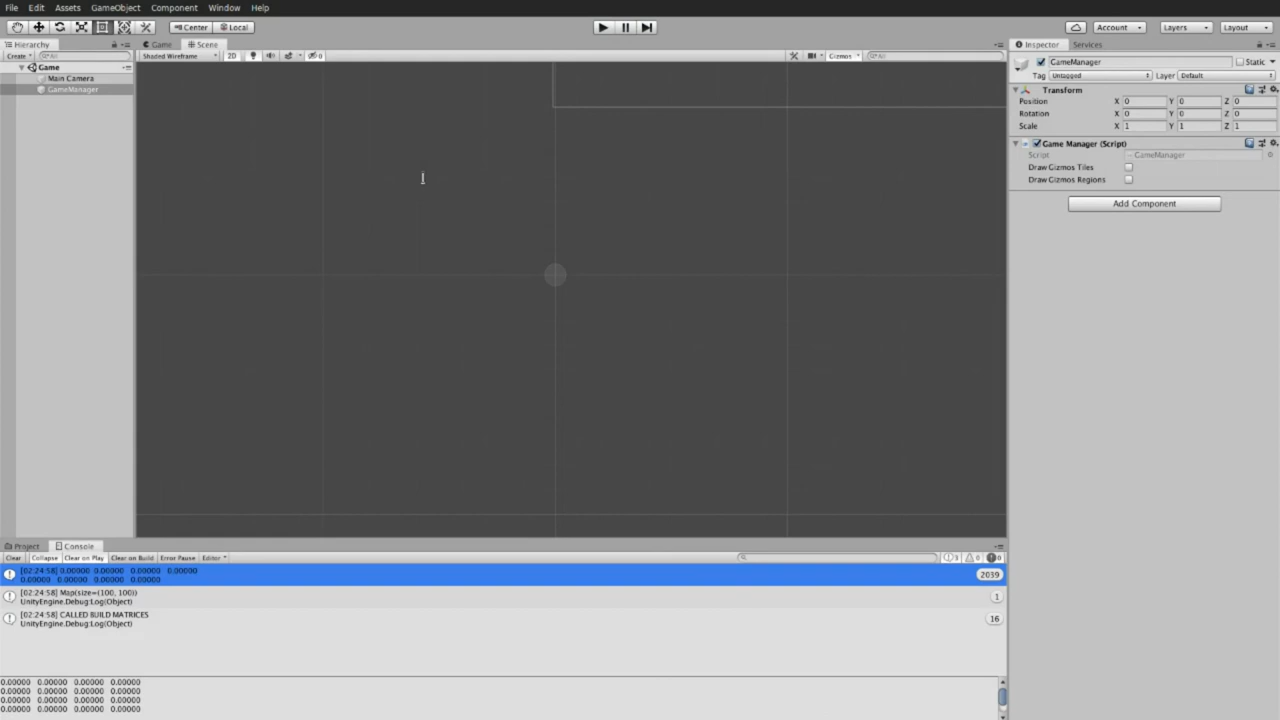 File Edit Assets GameObject Component Window Help
Center Local Account Layers Layout
Hierarchy Game Scene Inspector Services
Create All Shaded Wireframe 2D 0 Gizmos All
GameManager Static
Game
Tag Untagged Layer Default
Main Camera
GameManager
Transform
Position X 0 Y 0 Z 0
Rotation X 0 Y 0 Z 0
Scale X 1 Y 1 Z 1
Game Manager (Script)
Script GameManager
Draw Gizmos Tiles
Draw Gizmos Regions
Add Component
Project Console
Clear Collapse Clear on Play Clear on Build Error Pause Editor 3 0 0
[02:24:58] 0.00000 0.00000 0.00000 0.00000
0.00000 0.00000 0.00000 0.00000
2039
[02:24:58] Map(size=(100, 100))
UnityEngine.Debug:Log(Object)
1
[02:24:58] CALLED BUILD MATRICES
UnityEngine.Debug:Log(Object)
16
0.00000 0.00000 0.00000 0.00000
0.00000 0.00000 0.00000 0.00000
0.00000 0.00000 0.00000 0.00000
0.00000 0.00000 0.00000 0.00000